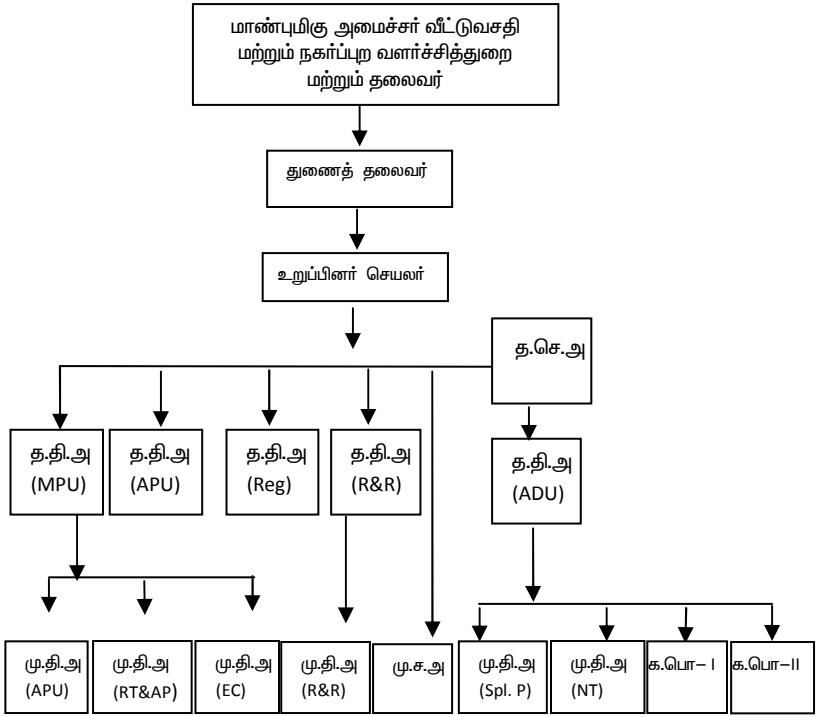 மாண்புமிகு அமைச்சர் வீட்டுவசதி
மற்றும் நகர்ப்புற வளர்ச்சித்துறை
மற்றும் தலைவர்
துணைத் தலைவர்
உறுப்பினர் செயலர்
த.செ.அ
த.தி.அ
(MPU)
த.தி.அ
(APU)
த.தி.அ
(Reg)
த.தி.அ
(R&R)
த.தி.அ
(ADU)
மு.தி.அ
(APU)
மு.தி.அ
(RT&AP)
மு.தி.அ
(EC)
மு.தி.அ
(R&R)
மு.ச.அ
மு.தி.அ
(Spl. P)
மு.தி.அ
(NT)
க.பொ– I
க.பொ–II